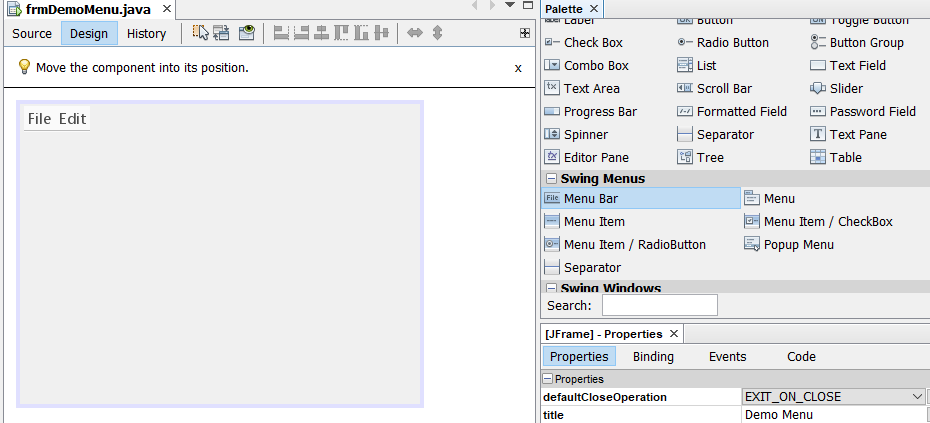 frmDemoMenu.java
Source Design History
Move the component into its position. x
File Edit
Palette
Label Button Toggle Button
Check Box Radio Button Button Group
Combo Box List Text Field
Text Area Scroll Bar Slider
Progress Bar Formatted Field Password Field
Spinner Separator Text Pane
Editor Pane Tree Table
Swing Menus
File Menu Bar Menu
Menu Item Menu Item / CheckBox
Menu Item / RadioButton Popup Menu
Separator
Swing Windows
Search:
[JFrame] - Properties
Properties Binding Events Code
Properties
defaultCloseOperation EXIT_ON_CLOSE
title Demo Menu